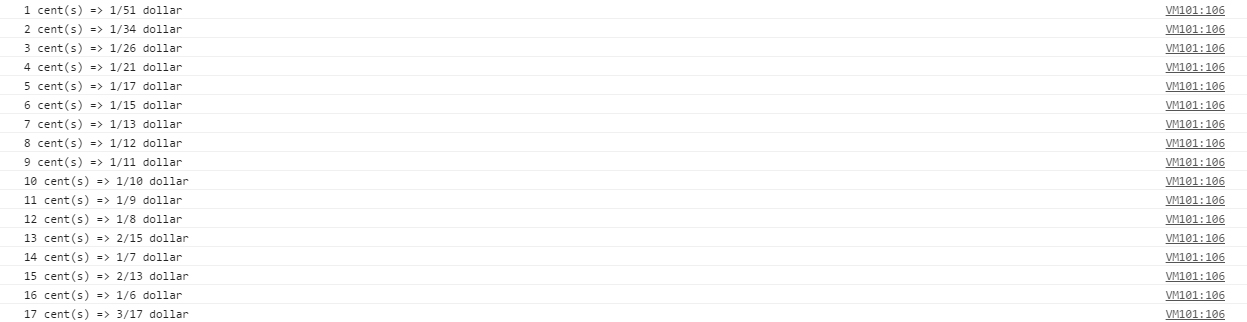 1 cent(s) => 1/51 dollar VM101:106
2 cent(s) => 1/34 dollar VM101:106
3 cent(s) => 1/26 dollar VM101:106
4 cent(s) => 1/21 dollar VM101:106
5 cent(s) => 1/17 dollar VM101:106
6 cent(s) => 1/15 dollar VM101:106
7 cent(s) => 1/13 dollar VM101:106
8 cent(s) => 1/12 dollar VM101:106
9 cent(s) => 1/11 dollar VM101:106
10 cent(s) => 1/10 dollar VM101:106
11 cent(s) => 1/9 dollar VM101:106
12 cent(s) => 1/8 dollar VM101:106
13 cent(s) => 2/15 dollar VM101:106
14 cent(s) => 1/7 dollar VM101:106
15 cent(s) => 2/13 dollar VM101:106
16 cent(s) => 1/6 dollar VM101:106
17 cent(s) => 3/17 dollar VM101:106